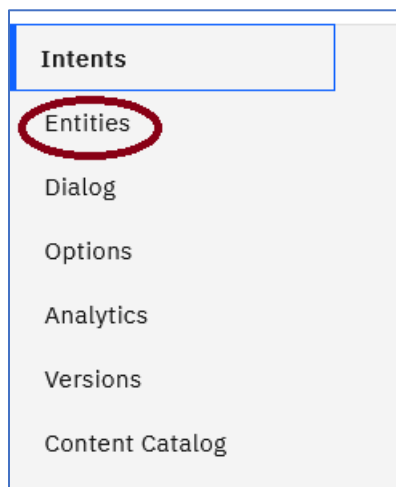 Intents
Entities
Dialog
Options
Analytics
Versions
Content Catalog